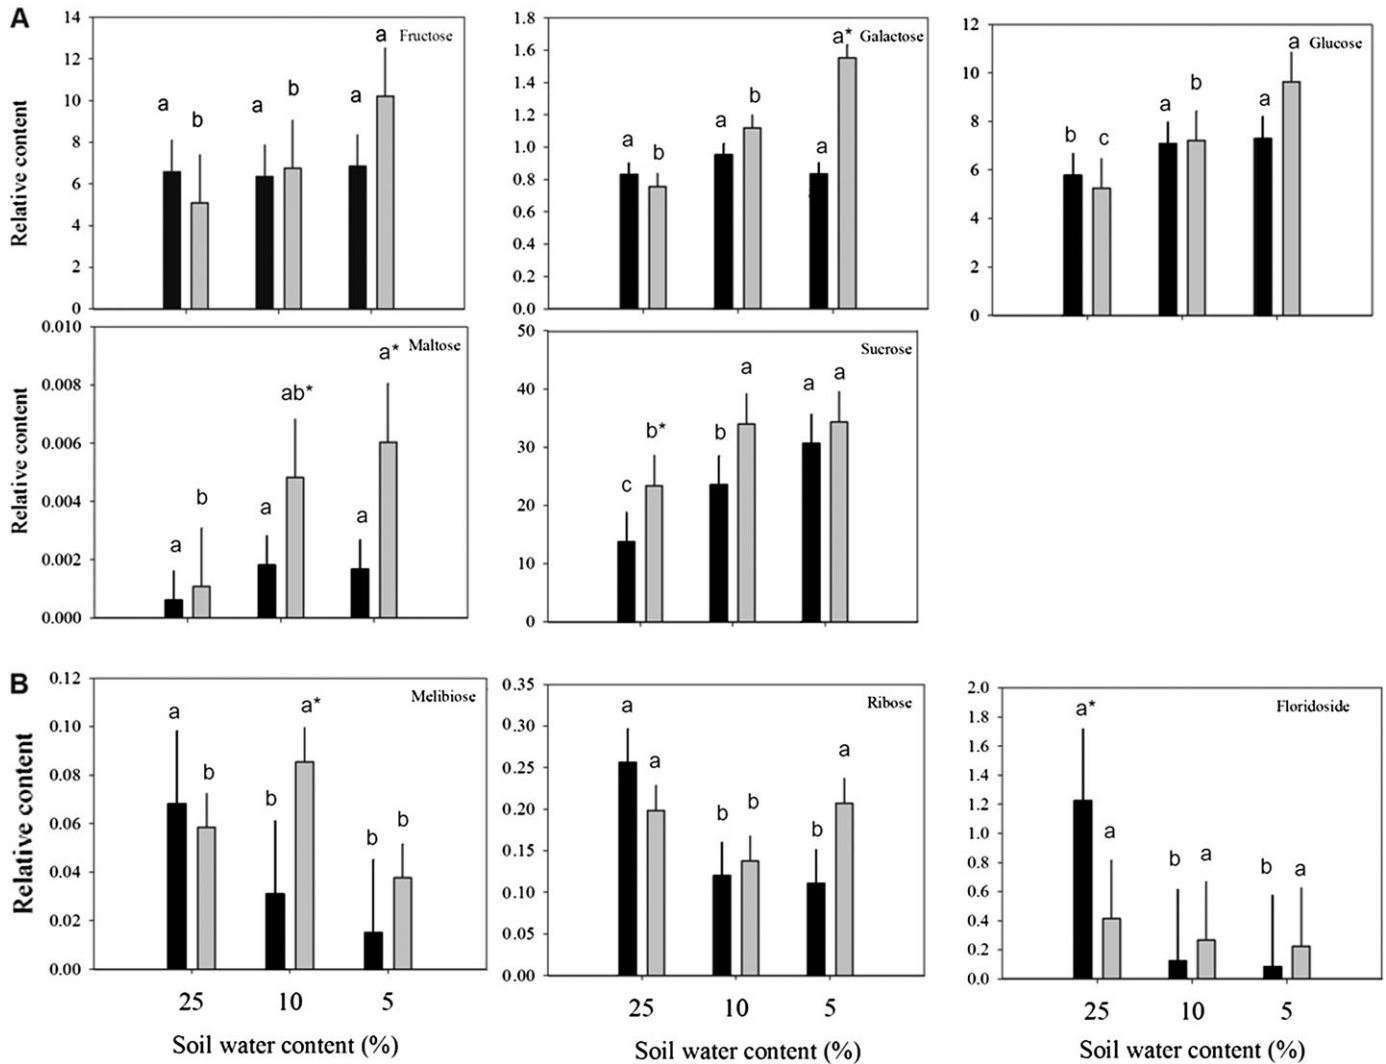 A
Relative content
14
12
10
8
6
4
2
0
Fructose
a
b
a
b
a
a
1.8
1.6
1.4
1.2
1.0
0.8
0.6
0.4
0.2
0.0
Galactose
a
b
a
b
a
a*
12
10
8
6
4
2
0
Glucose
b
c
a
b
a
a
Relative content
0.010
0.008
0.006
0.004
0.002
0.000
Maltose
a
b
a
ab*
a
a*
50
40
30
20
10
0
Sucrose
c
b*
b
a
a
a
B
Relative content
0.12
0.10
0.08
0.06
0.04
0.02
0.00
Melibiose
a
b
b
a*
b
b
25 10 5
Soil water content (%)
0.35
0.30
0.25
0.20
0.15
0.10
0.05
0.00
Ribose
a
a
b
b
b
a
25 10 5
Soil water content (%)
2.0
1.8
1.6
1.4
1.2
1.0
0.8
0.6
0.4
0.2
0.0
Floridoside
a*
a
b
a
b
a
25 10 5
Soil water content (%)